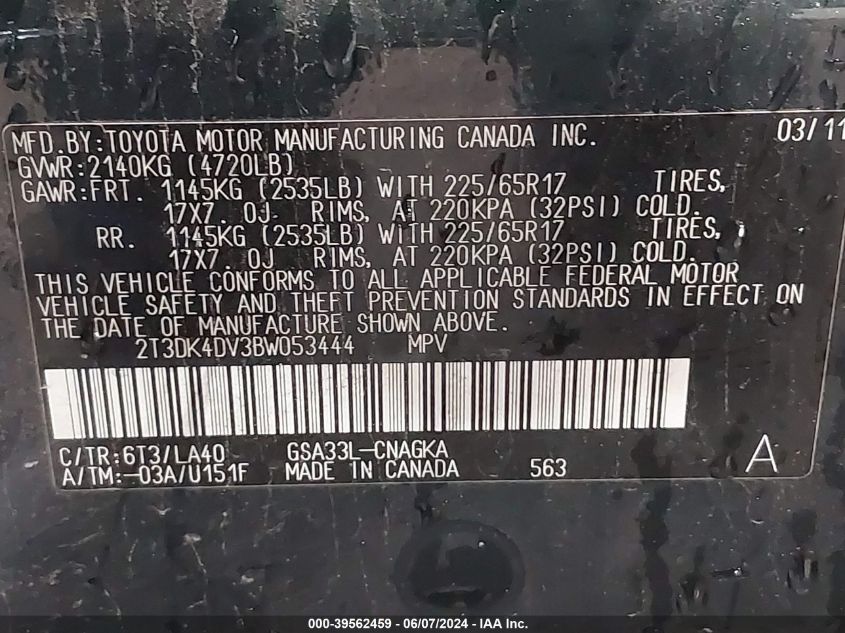 MFD.BY:TOYOTA MOTOR MANUFACTURING CANADA INC. 03/11
GVWR:2140KG (4720LB)
GAWR:FRT. 1145KG (2535LB) WITH 225/65R17 TIRES,
17X7.0J RIMS, AT 220KPA (32PSI) COLD.
RR. 1145KG (2535LB) WITH 225/65R17 TIRES,
17X7.0J RIMS, AT 220KPA (32PSI) COLD.
THIS VEHICLE CONFORMS TO ALL APPLICABLE FEDERAL MOTOR
VEHICLE SAFETY AND THEFT PREVENTION STANDARDS IN EFFECT ON
THE DATE OF MANUFACTURE SHOWN ABOVE.
2T3DK4DV3BW053444 MPV
C/TR:6T3/LA40 GSA33L-CNAGKA
A/TM:-03A/U151F MADE IN CANADA 563 A
000-39562459 - 06/07/2024 - IAA Inc.